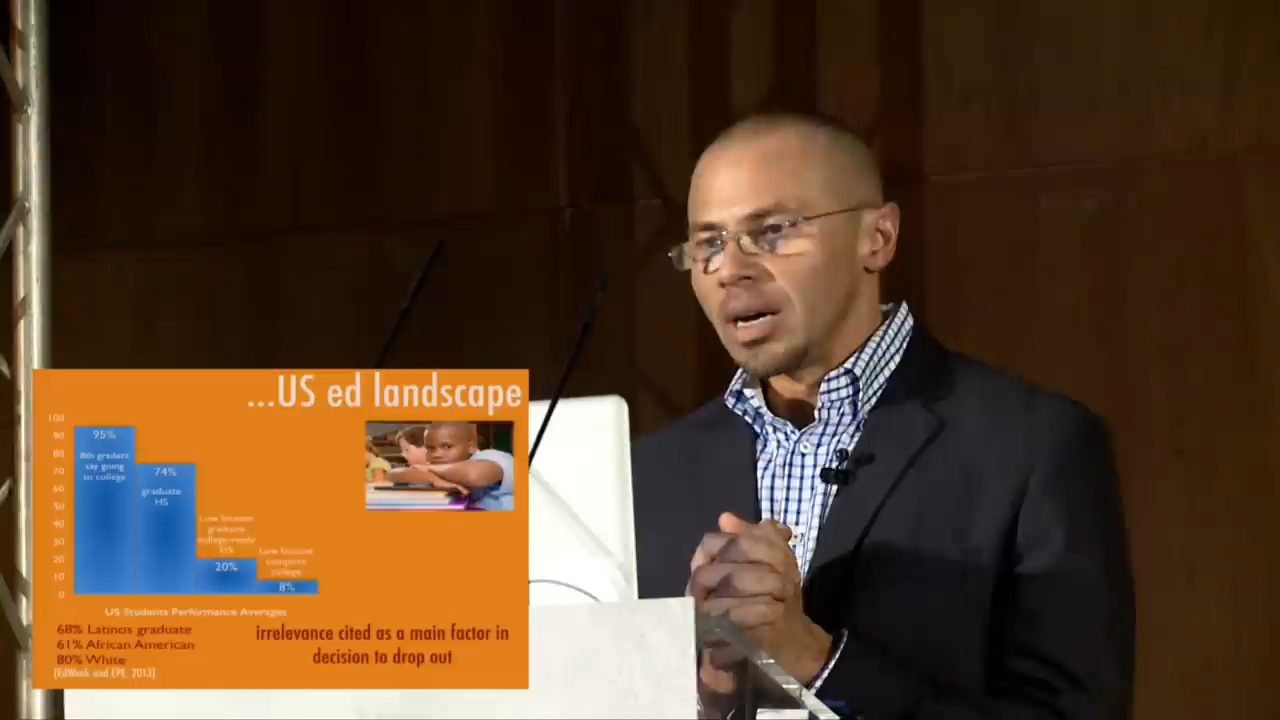 ...US ed landscape
100
90
80
70
60
50
40
30
20
10
0
95%
8th graders
say going
to college
74%
graduate
HS
Low Income
graduate
college-ready
HS
20%
Low Income
complete
college
8%
US Students Performance Averages
68% Latinos graduate
61% African American
80% White
[EdWeek and EPE, 2013]
irrelevance cited as a main factor in
decision to drop out